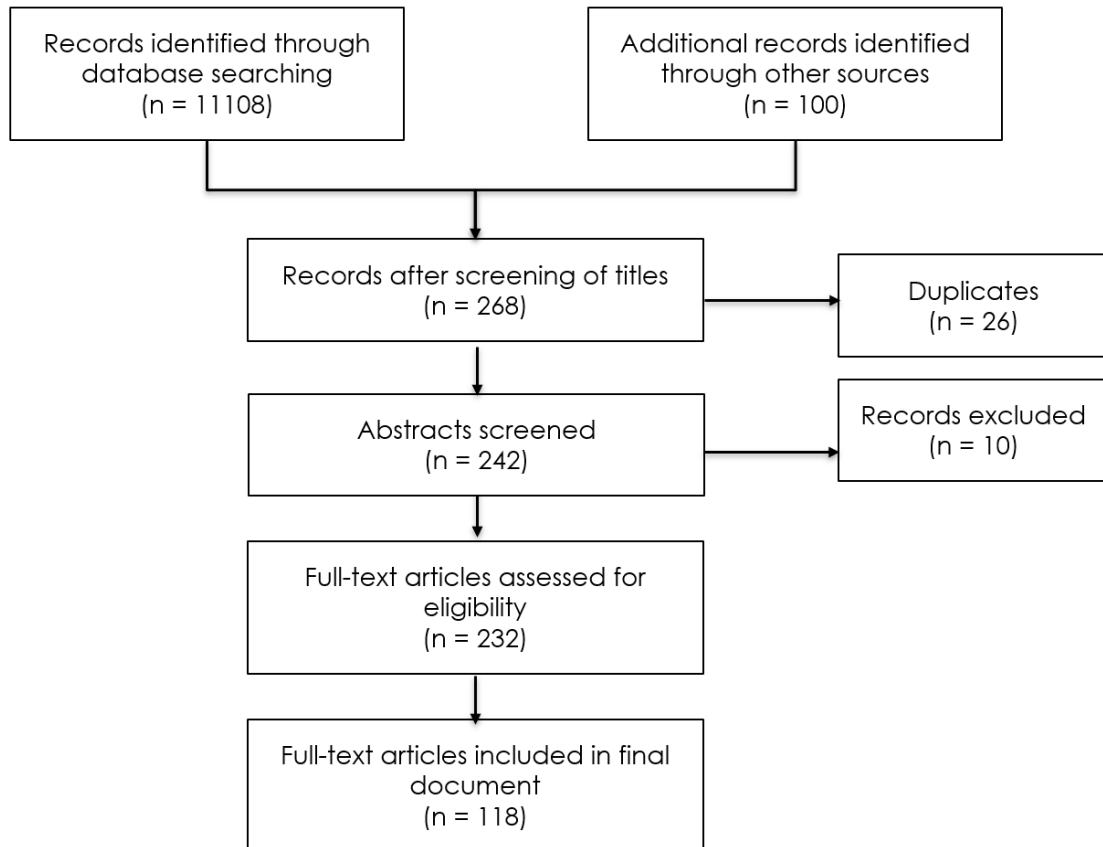 Records identified through
database searching
(n = 11108)
Additional records identified
through other sources
(n = 100)
Records after screening of titles
(n = 268)
Duplicates
(n = 26)
Abstracts screened
(n = 242)
Records excluded
(n = 10)
Full-text articles assessed for
eligibility
(n = 232)
Full-text articles included in final
document
(n = 118)